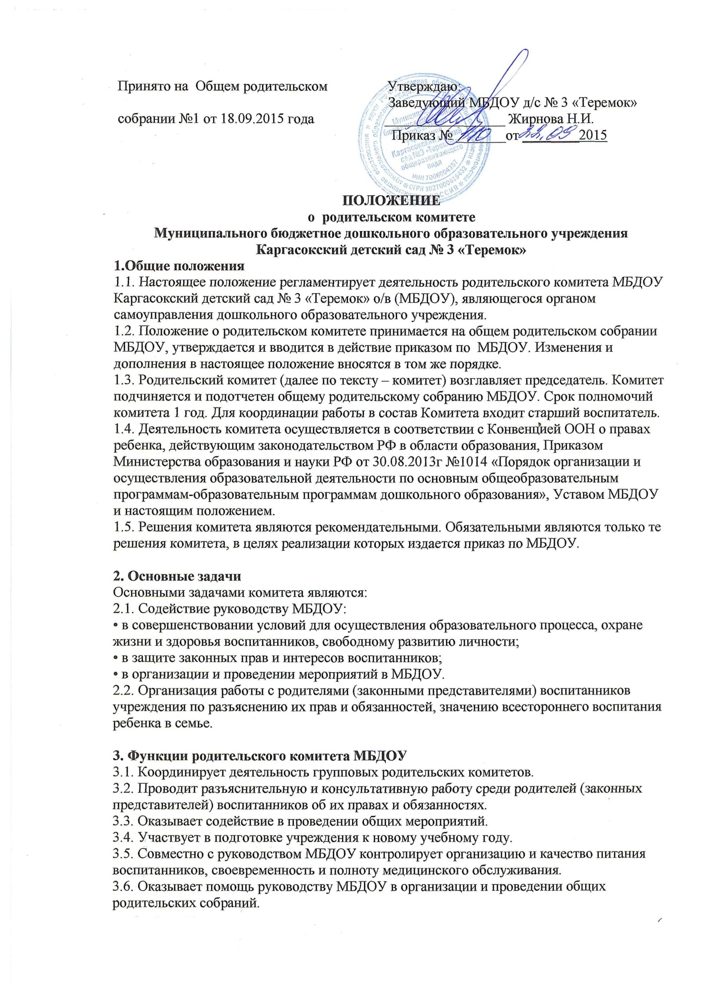 Принято на Общем родительском
собрании №1 от 18.09.2015 года
Утверждаю:
Заведующий МБДОУ д/с № 3 «Теремок»
Жирнова Н.И.
Приказ № от 22.09 2015
Каргасокский
сад №3 «Теремок»
общеразвивающего
вида
ИНН 7006004357
ОГРН 1027000615432
РОССИЯ
ПОЛОЖЕНИЕ
о родительском комитете
Муниципального бюджетное дошкольного образовательного учреждения
Каргасокский детский сад № 3 «Теремок»
1.Общие положения
1.1. Настоящее положение регламентирует деятельность родительского комитета МБДОУ
Каргасокский детский сад № 3 «Теремок» о/в (МБДОУ), являющегося органом
самоуправления дошкольного образовательного учреждения.
1.2. Положение о родительском комитете принимается на общем родительском собрании
МБДОУ, утверждается и вводится в действие приказом по МБДОУ. Изменения и
дополнения в настоящее положение вносятся в том же порядке.
1.3. Родительский комитет (далее по тексту – комитет) возглавляет председатель. Комитет
подчиняется и подотчетен общему родительскому собранию МБДОУ. Срок полномочий
комитета 1 год. Для координации работы в состав Комитета входит старший воспитатель.
1.4. Деятельность комитета осуществляется в соответствии с Конвенцией ООН о правах
ребенка, действующим законодательством РФ в области образования, Приказом
Министерства образования и науки РФ от 30.08.2013г №1014 «Порядок организации и
осуществления образовательной деятельности по основным общеобразовательным
программам-образовательным программам дошкольного образования», Уставом МБДОУ
и настоящим положением.
1.5. Решения комитета являются рекомендательными. Обязательными являются только те
решения комитета, в целях реализации которых издается приказ по МБДОУ.
2. Основные задачи
Основными задачами комитета являются:
2.1. Содействие руководству МБДОУ:
• в совершенствовании условий для осуществления образовательного процесса, охране
жизни и здоровья воспитанников, свободному развитию личности;
• в защите законных прав и интересов воспитанников;
• в организации и проведении мероприятий в МБДОУ.
2.2. Организация работы с родителями (законными представителями) воспитанников
учреждения по разъяснению их прав и обязанностей, значению всестороннего воспитания
ребенка в семье.
3. Функции родительского комитета МБДОУ
3.1. Координирует деятельность групповых родительских комитетов.
3.2. Проводит разъяснительную и консультативную работу среди родителей (законных
представителей) воспитанников об их правах и обязанностях.
3.3. Оказывает содействие в проведении общих мероприятий.
3.4. Участвует в подготовке учреждения к новому учебному году.
3.5. Совместно с руководством МБДОУ контролирует организацию и качество питания
воспитанников, своевременность и полноту медицинского обслуживания.
3.6. Оказывает помощь руководству МБДОУ в организации и проведении общих
родительских собраний.